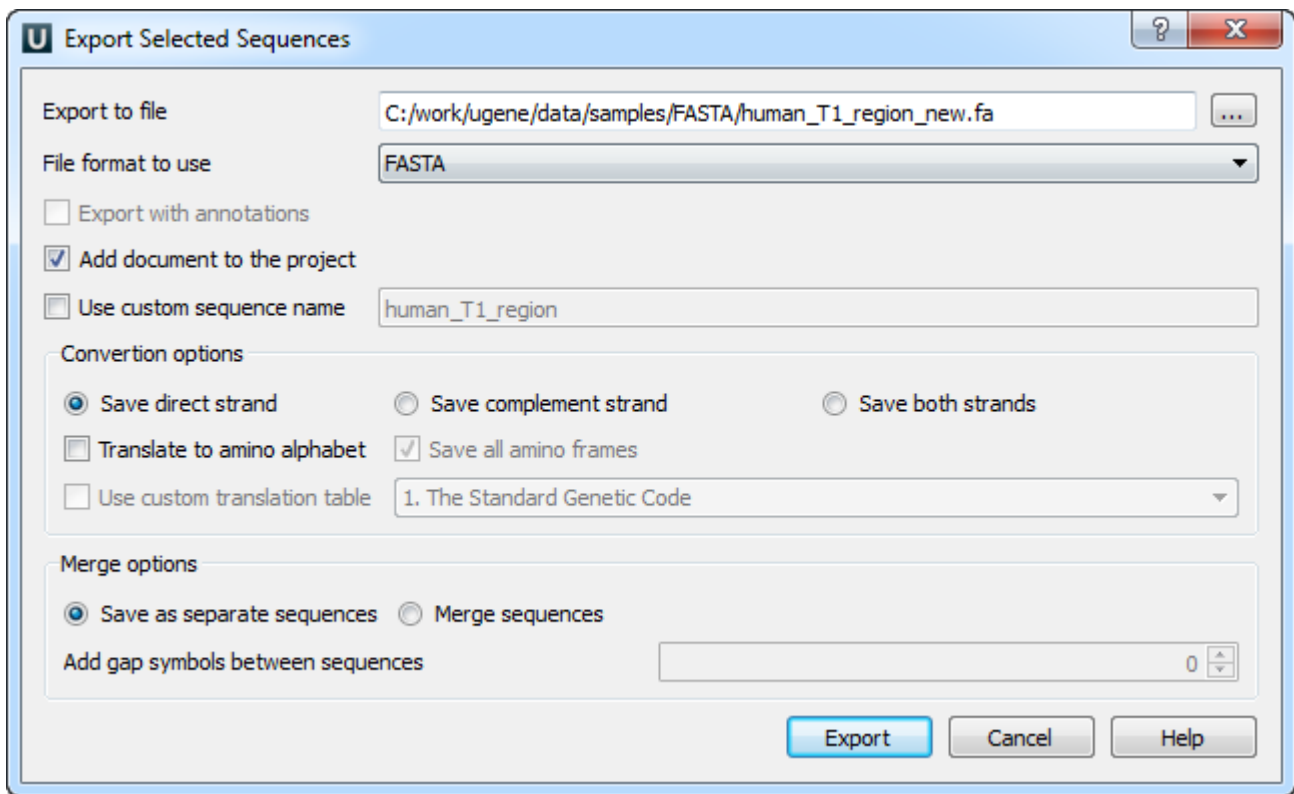 U Export Selected Sequences ? X
Export to file C:/work/ugene/data/samples/FASTA/human_T1_region_new.fa ...
File format to use FASTA
Export with annotations
Add document to the project
Use custom sequence name human_T1_region
Convertion options
Save direct strand Save complement strand Save both strands
Translate to amino alphabet Save all amino frames
Use custom translation table 1. The Standard Genetic Code
Merge options
Save as separate sequences Merge sequences
Add gap symbols between sequences 0
Export Cancel Help